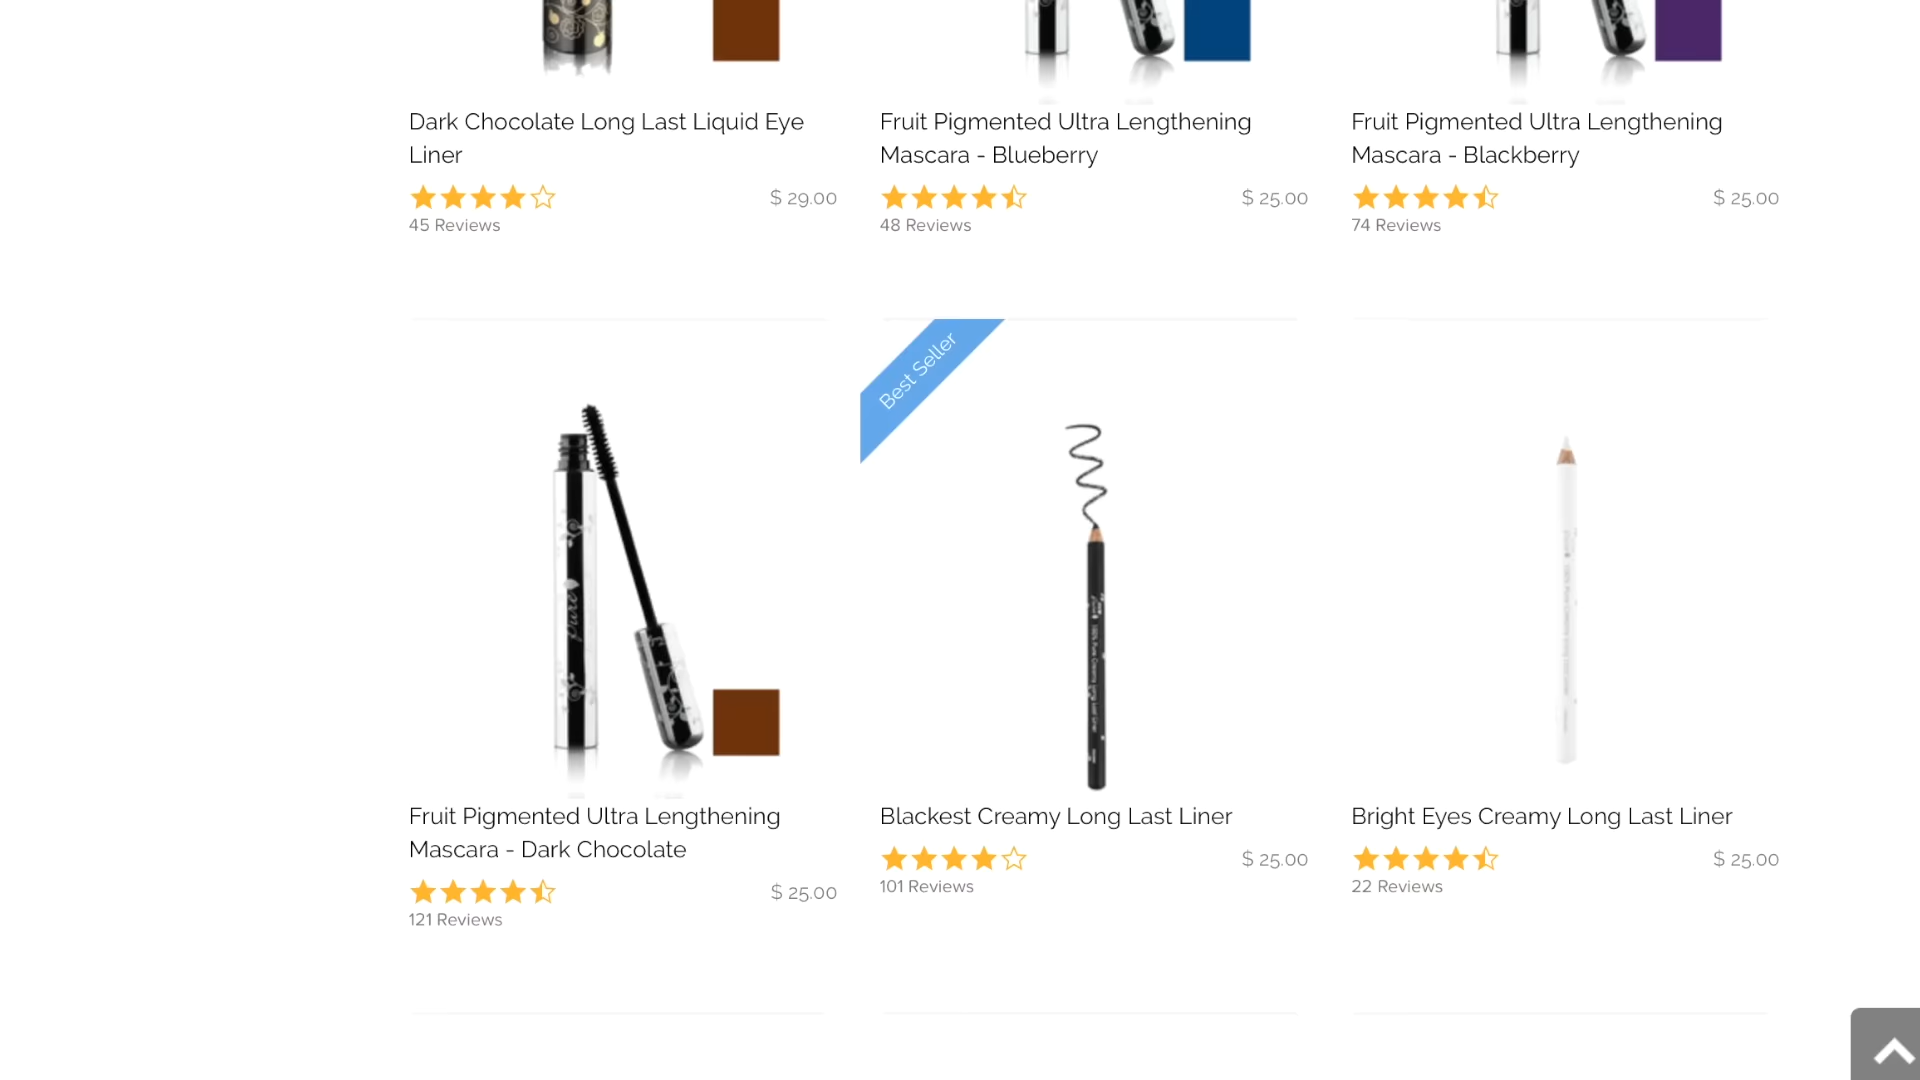 Dark Chocolate Long Last Liquid Eye
Liner
$ 29.00
45 Reviews
Fruit Pigmented Ultra Lengthening
Mascara - Blueberry
$ 25.00
48 Reviews
Fruit Pigmented Ultra Lengthening
Mascara - Blackberry
$ 25.00
74 Reviews
pure
Fruit Pigmented Ultra Lengthening
Mascara - Dark Chocolate
$ 25.00
121 Reviews
Best Seller
Blackest Creamy Long Last Liner
$ 25.00
101 Reviews
Bright Eyes Creamy Long Last Liner
$ 25.00
22 Reviews